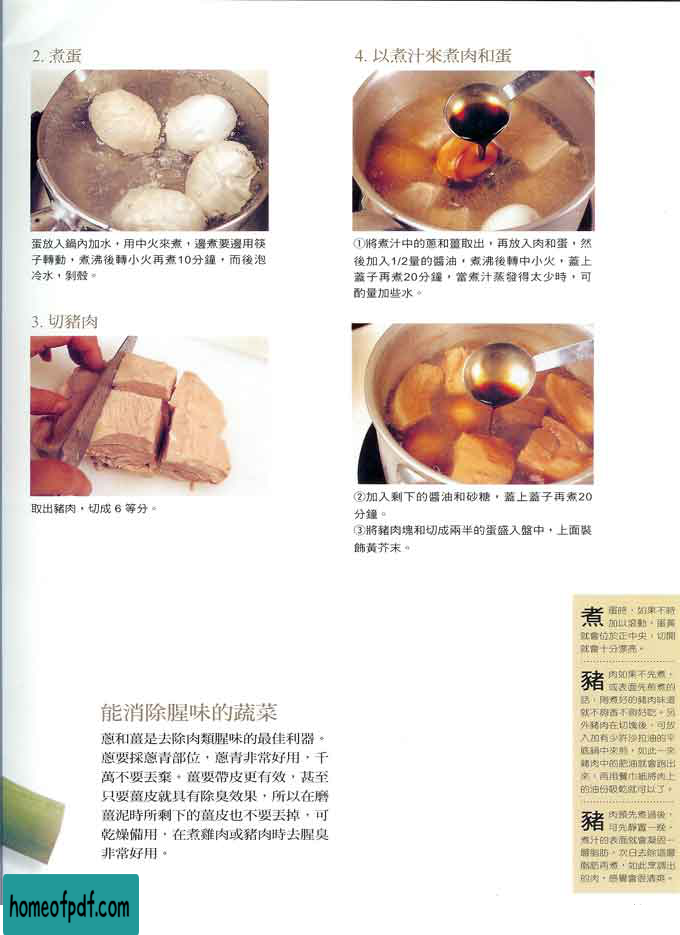 2. 煮蛋
蛋放入鍋內加水，用中火來煮，邊煮要邊用筷
子轉動，煮沸後轉小火再煮10分鐘，而後泡
冷水，剝殼。
3. 切豬肉
取出豬肉，切成 6 等分。
4. 以煮汁來煮肉和蛋
①將煮汁中的蔥和薑取出，再放入肉和蛋，然
後加入1/2量的醬油，煮沸後轉中小火，蓋上
蓋子再煮20分鐘，當煮汁蒸發得太少時，可
酌量加些水。
②加入剩下的醬油和砂糖，蓋上蓋子再煮20
分鐘。
③將豬肉塊和切成兩半的蛋盛入盤中，上面裝
飾黃芥末。
能消除腥味的蔬菜
蔥和薑是去除肉類腥味的最佳利器。
蔥要採蔥青部位，蔥青非常好用，千
萬不要丟棄。薑要帶皮更有效，甚至
只要薑皮就具有除臭效果，所以在磨
薑泥時所剩下的薑皮也不要丟掉，可
乾燥備用，在煮雞肉或豬肉時去腥臭
非常好用。
煮蛋時，如果不時
加以滾動，蛋黃
就會位於正中央，切開
就會十分漂亮。
豬肉如果不先煮，
或表面先煎煮的
話，則煮好的豬肉味道
就不夠香不夠好吃。另
外豬肉在切塊後，可放
入加有少許沙拉油的平
底鍋中來煎，如此一來
豬肉中的肥油就會跑出
來，再用餐巾紙將肉上
的油份吸乾就可以了。
豬肉預先煮過後，
可先靜置一晚，
煮汁的表面就會凝固一
層脂肪，次日去除這層
脂肪再煮，如此烹調出
的肉，感覺會很清爽。
homeofpdf.com